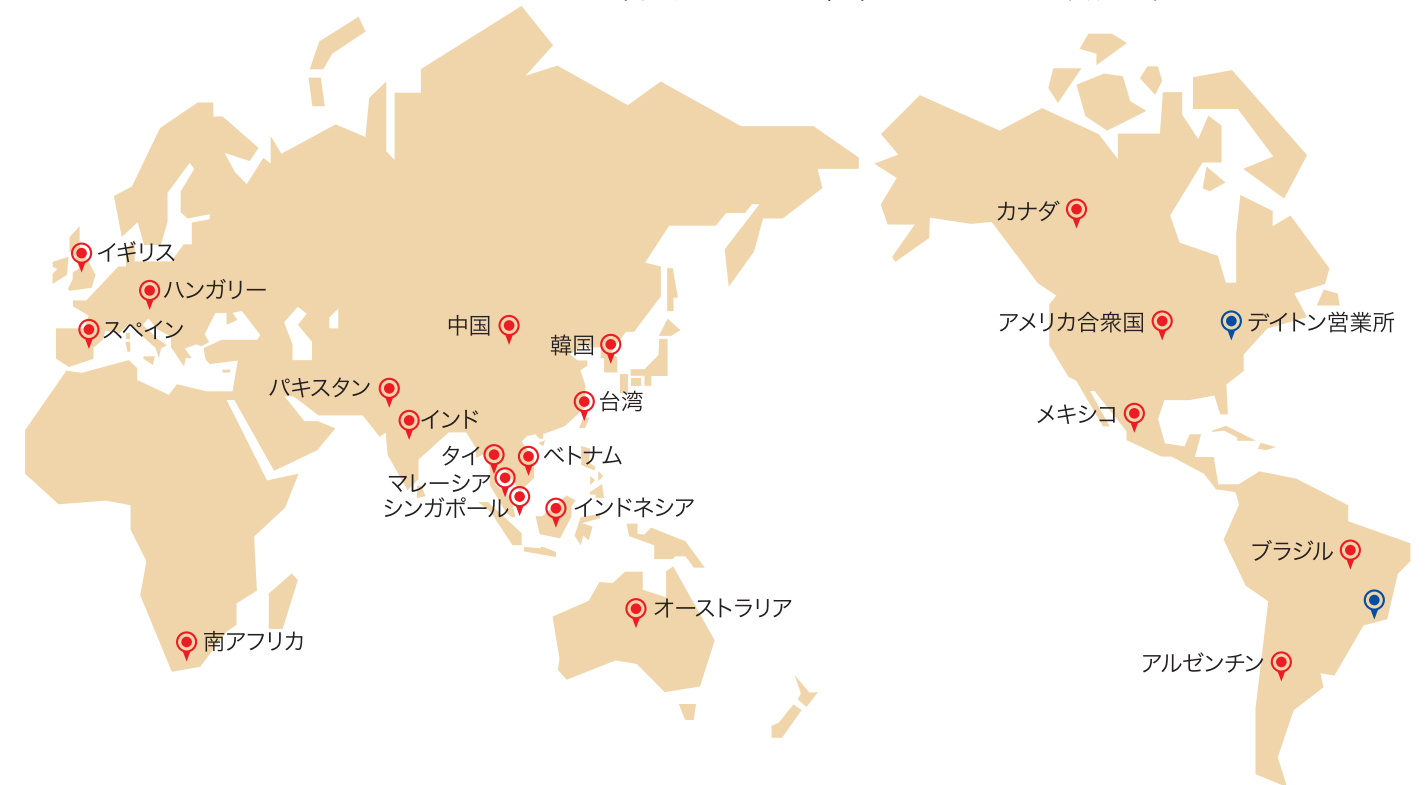 カナダ
イギリス
ハンガリー
スペイン
中国
韓国
アメリカ合衆国
デイトン営業所
パキスタン
インド
台湾
メキシコ
タイ
ベトナム
マレーシア
シンガポール
インドネシア
ブラジル
オーストラリア
南アフリカ
アルゼンチン